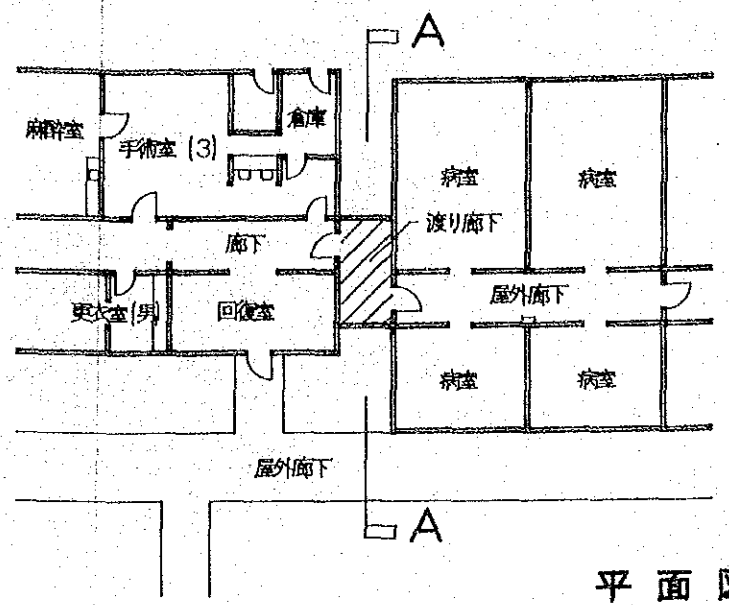 A
麻酔室
手術室 (3)
倉庫
病室
病室
渡り廊下
廊下
屋外廊下
更衣室(男)
回復室
病室
病室
屋外廊下
A
平 面